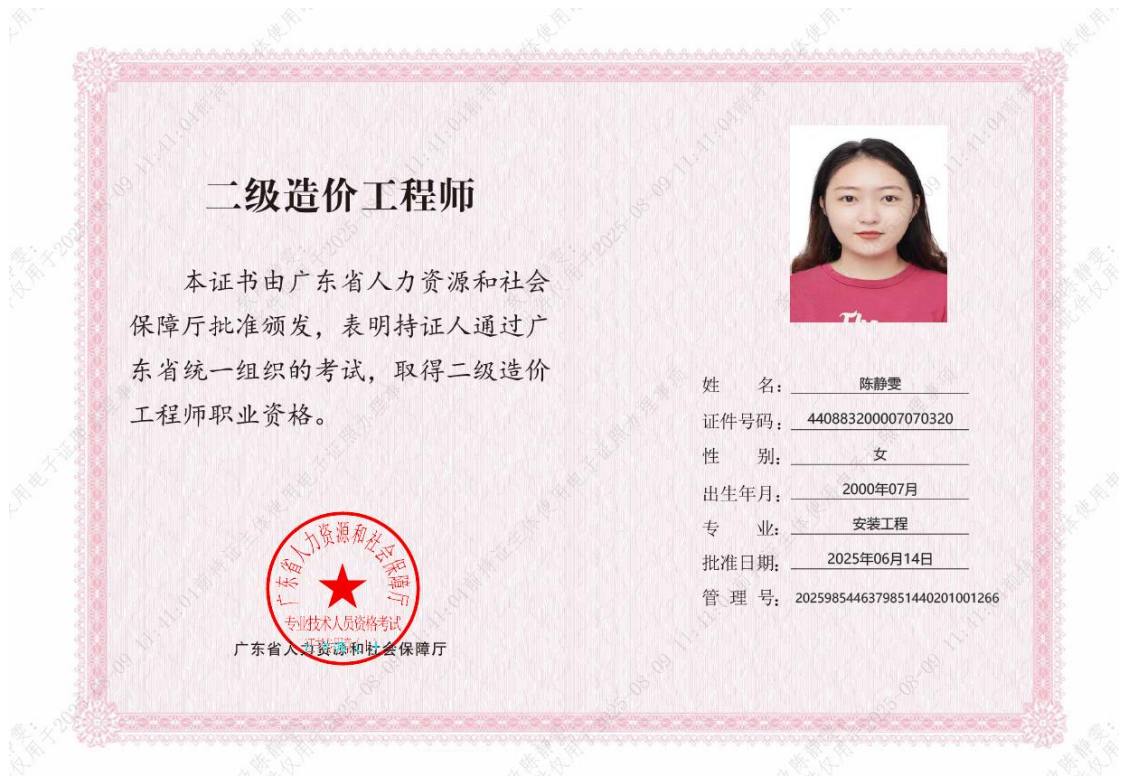 二级造价工程师
本证书由广东省人力资源和社会
保障厅批准颁发，表明持证人通过广
东省统一组织的考试，取得二级造价
工程师职业资格。
广东省人力资源和社会保障厅
专业技术人员资格考试
广东省人力资源和社会保障厅
姓 名：陈静雯
证件号码：440883200007070320
性 别：女
出生年月：2000年07月
专 业：安装工程
批准日期：2025年06月14日
管 理 号：2025985446379851440201001266